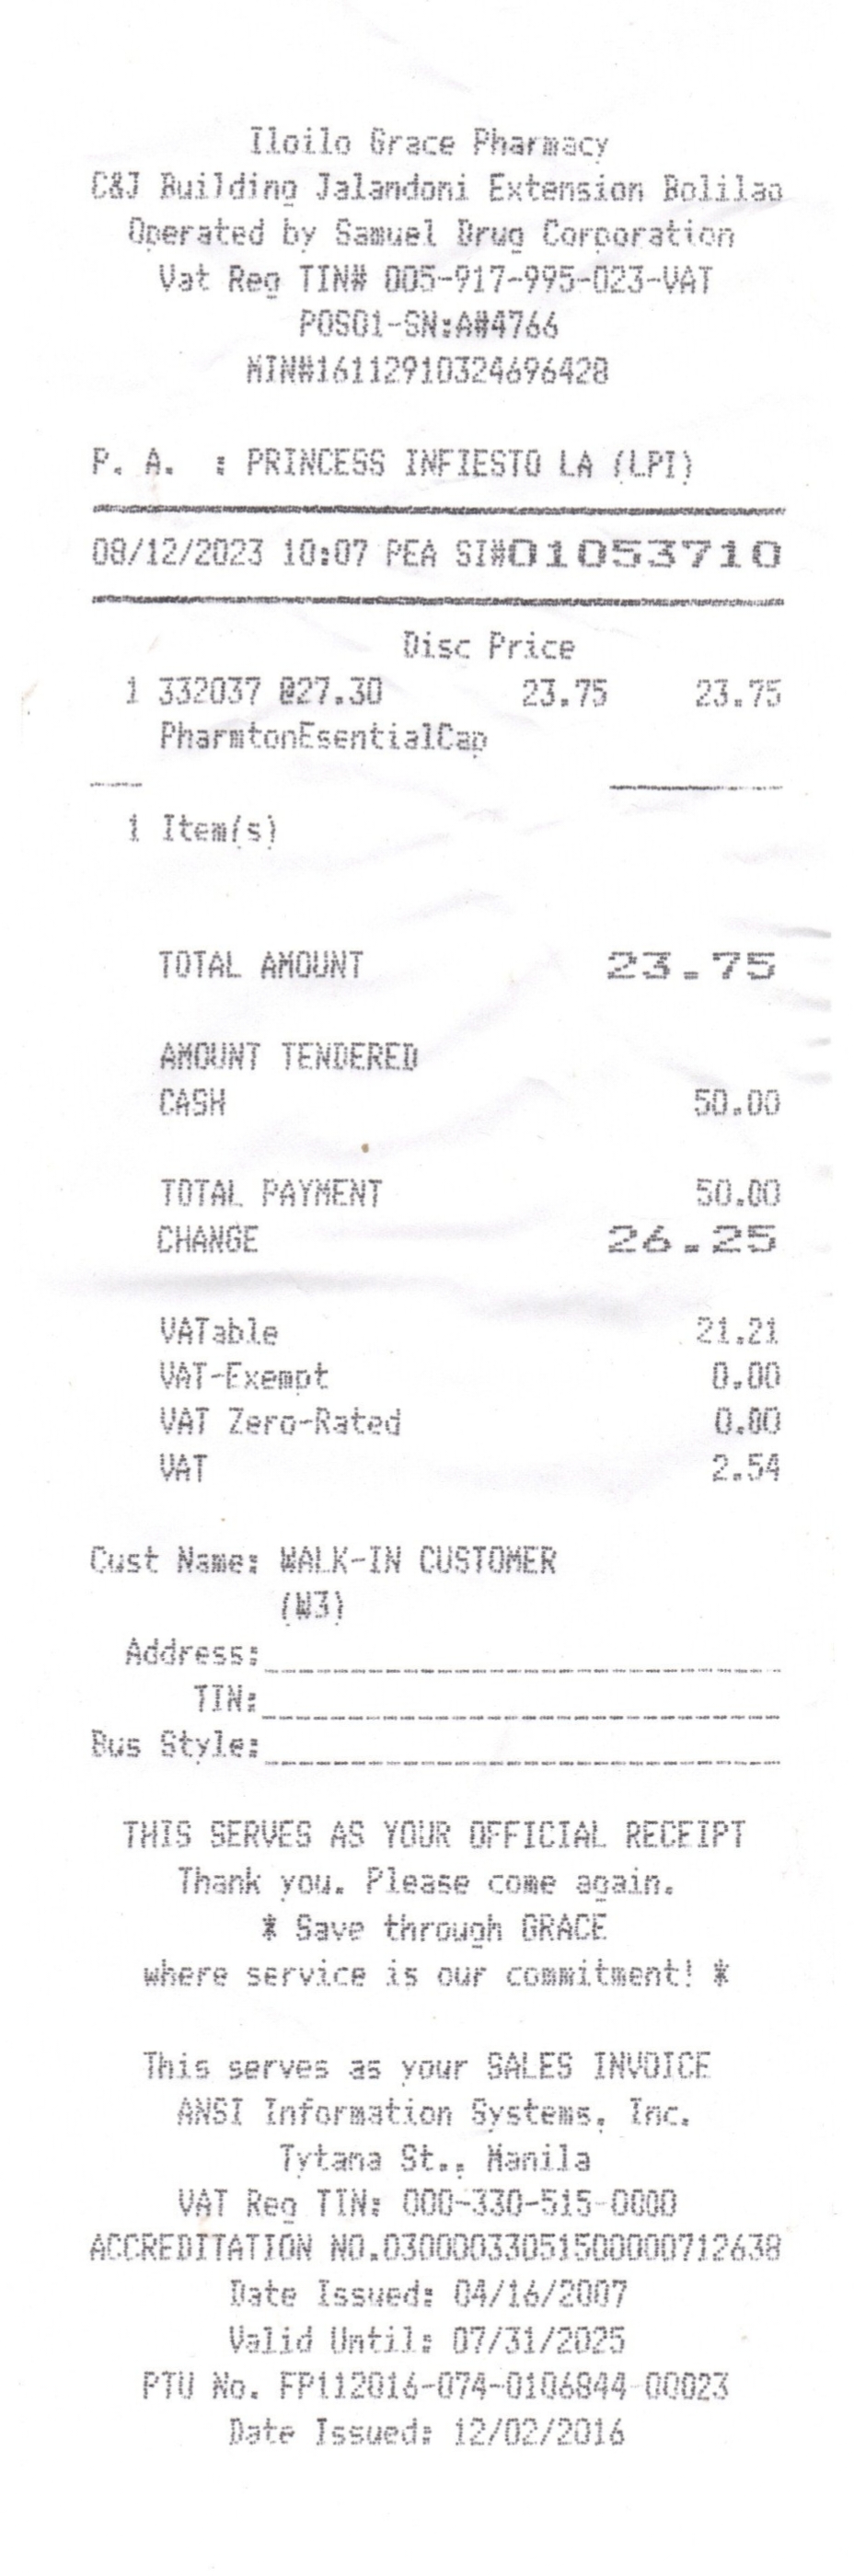 Iloilo Grace Pharmacy
C&J Building Jalandoni Extension Bolilao
Operated by Samuel Drug Corporation
Vat Reg TIN# 005-917-995-023-VAT
POS01-SN:A#4766
MIN#161129103246964​28
P. A. : PRINCESS INFIESTO LA (LPI)
08/12/2023 10:07 PEA SI#01053710
Disc Price
1 332037 @27.30 23.75 23.75
PharmtonEsentialCap
1 Item(s)
TOTAL AMOUNT 23.75
AMOUNT TENDERED
CASH 50.00
TOTAL PAYMENT 50.00
CHANGE 26.25
VATable 21.21
VAT-Exempt 0.00
VAT Zero-Rated 0.00
VAT 2.54
Cust Name: WALK-IN CUSTOMER
(W3)
Address:
TIN:
Bus Style:
THIS SERVES AS YOUR OFFICIAL RECEIPT
Thank you. Please come again.
* Save through GRACE
where service is our commitment! *
This serves as your SALES INVOICE
ANSI Information Systems, Inc.
Tytana St., Manila
VAT Reg TIN: 000-330-515-0000
ACCREDITATION NO.030000330515000000712638
Date Issued: 04/16/2007
Valid Until: 07/31/2025
PTU No. FP112016-074-0106844-00023
Date Issued: 12/02/2016